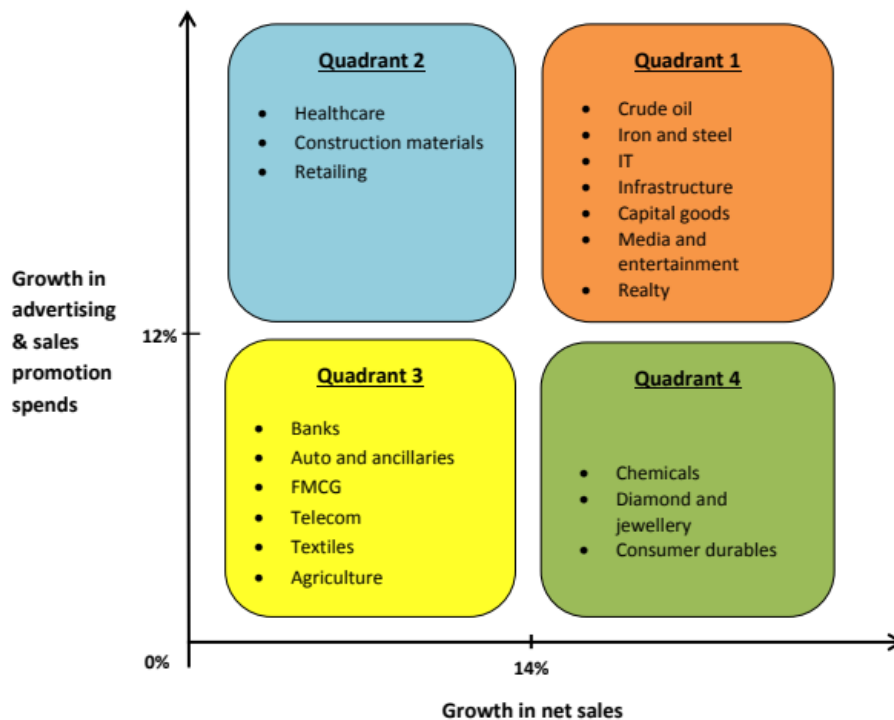 Quadrant 2
Healthcare
Construction materials
Retailing
Quadrant 1
Crude oil
Iron and steel
IT
Infrastructure
Capital goods
Media and
entertainment
Realty
Growth in
advertising
& sales
promotion
spends
12%
Quadrant 3
Banks
Auto and ancillaries
FMCG
Telecom
Textiles
Agriculture
Quadrant 4
Chemicals
Diamond and
jewellery
Consumer durables
0%
14%
Growth in net sales